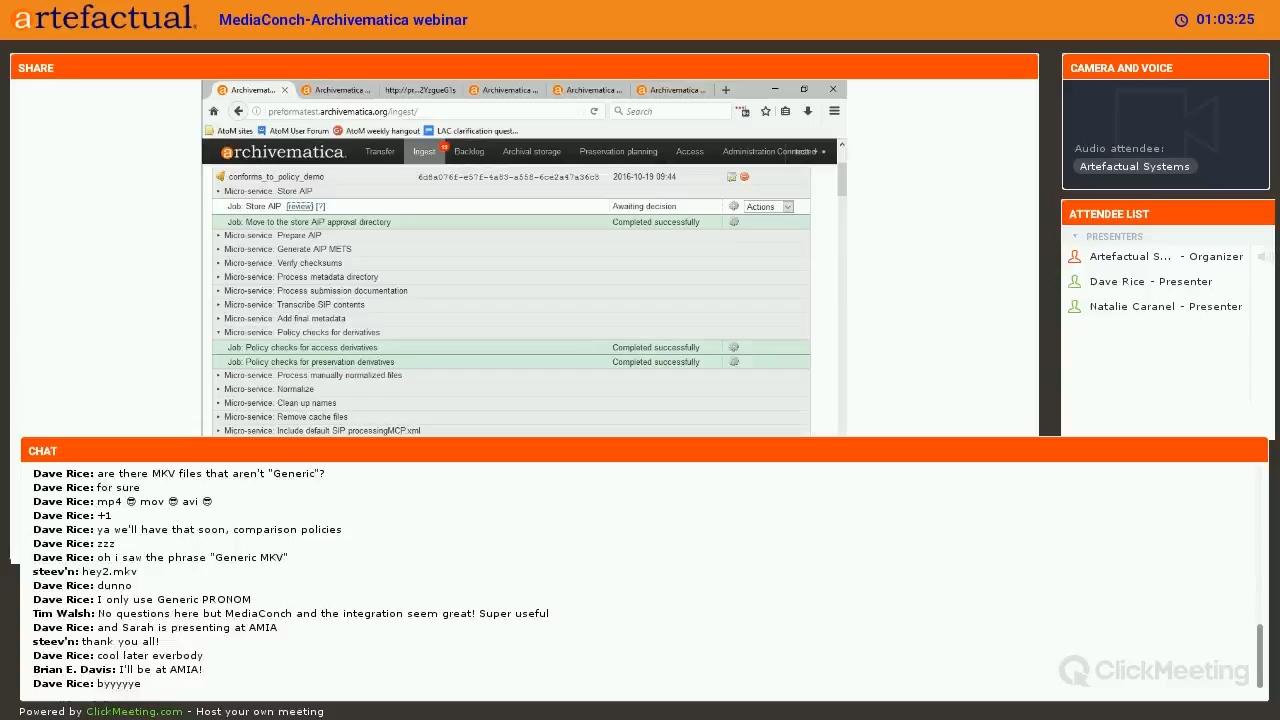 artefactual.
MediaConch-Archivematica webinar
01:03:25
SHARE
Archivemat...
Archivematica ...
http://pr...2YzgueG1s
Archivematica ...
Archivematica ...
Archivematica ...
preformatest.archivematica.org/ingest/
Search
AtoM sites
AtoM User Forum
AtoM weekly hangout
LAC clarification quest...
archivematica.
Transfer
Ingest
Backlog
Archival storage
Preservation planning
Access
Administration
conforms_to_policy_demo
2016-10-19 09:44
Micro-service: Store AIP
Job: Store AIP (review) [?]
Awaiting decision
Actions
Job: Move to the store AIP approval directory
Completed successfully
Micro-service: Prepare AIP
Micro-service: Generate AIP METS
Micro-service: Verify checksums
Micro-service: Process metadata directory
Micro-service: Process submission documentation
Micro-service: Transcribe SIP contents
Micro-service: Add final metadata
Micro-service: Policy checks for derivatives
Job: Policy checks for access derivatives
Completed successfully
Job: Policy checks for preservation derivatives
Completed successfully
Micro-service: Process manually normalized files
Micro-service: Normalize
Micro-service: Clean up names
Micro-service: Remove cache files
Micro-service: Include default SIP processingMCP.xml
CAMERA AND VOICE
Audio attendee:
Artefactual Systems
ATTENDEE LIST
PRESENTERS
Artefactual S... - Organizer
Dave Rice - Presenter
Natalie Caranel - Presenter
CHAT
Dave Rice: are there MKV files that aren't "Generic"?
Dave Rice: for sure
Dave Rice: mp4 😎 mov 😎 avi 😎
Dave Rice: +1
Dave Rice: ya we'll have that soon, comparison policies
Dave Rice: zzz
Dave Rice: oh i saw the phrase "Generic MKV"
steev'n: hey2.mkv
Dave Rice: dunno
Dave Rice: I only use Generic PRONOM
Tim Walsh: No questions here but MediaConch and the integration seem great! Super useful
Dave Rice: and Sarah is presenting at AMIA
steev'n: thank you all!
Dave Rice: cool later everbody
Brian E. Davis: I'll be at AMIA!
Dave Rice: byyyyye
ClickMeeting
Powered by ClickMeeting.com - Host your own meeting